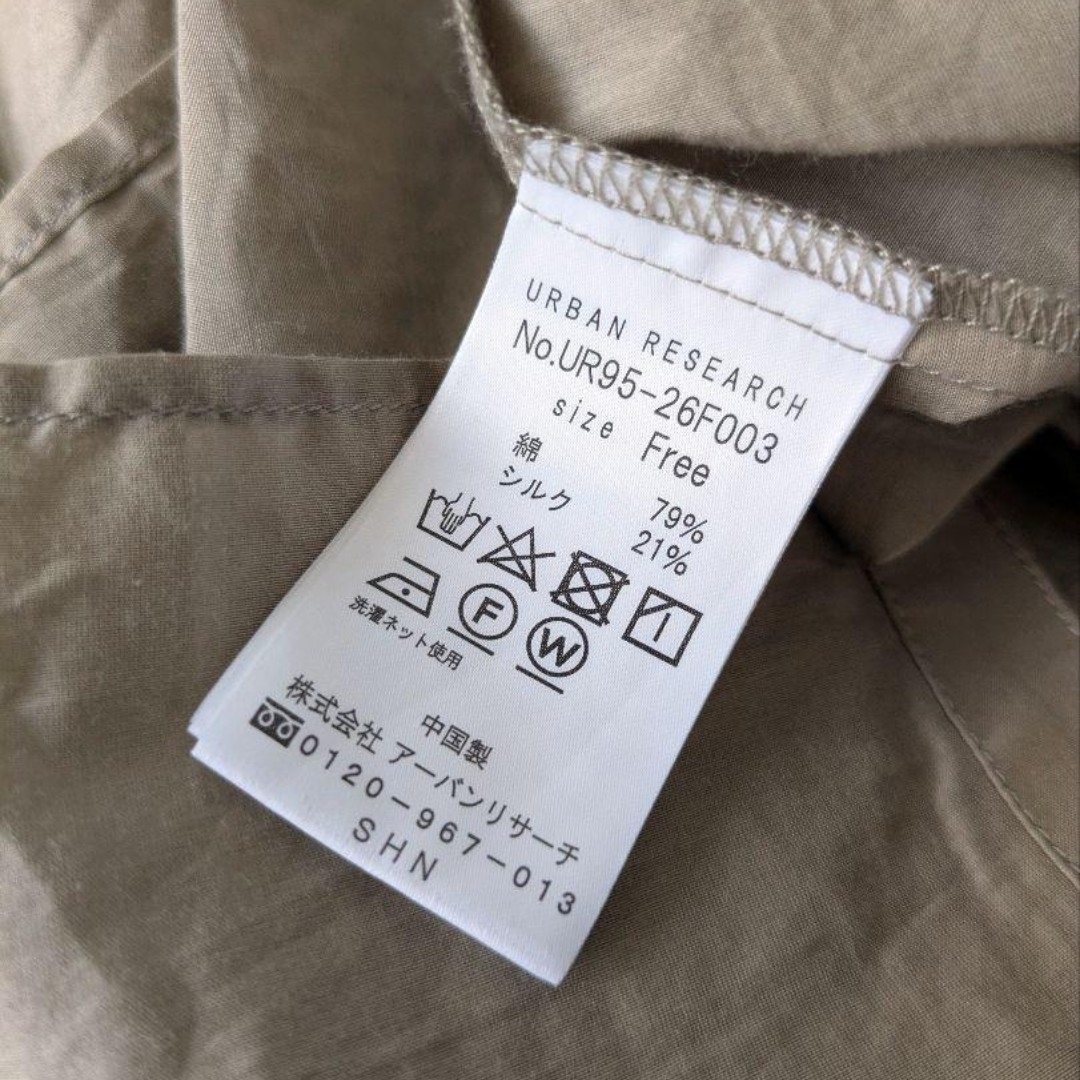 URBAN RESEARCH
No.UR95-26F003
size Free
綿 79%
シルク 21%
F W
洗濯ネット使用
中国製
株式会社 アーバンリサーチ
0120-967-013
SHN